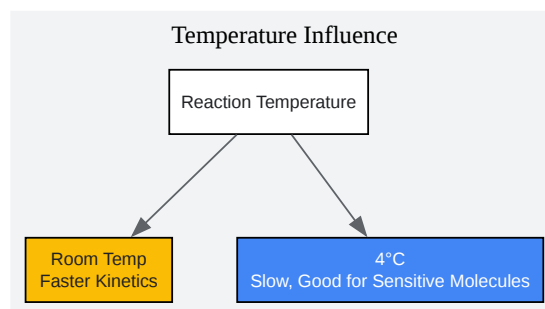 Temperature Influence
Reaction Temperature
Room Temp
Faster Kinetics
4°C
Slow, Good for Sensitive Molecules